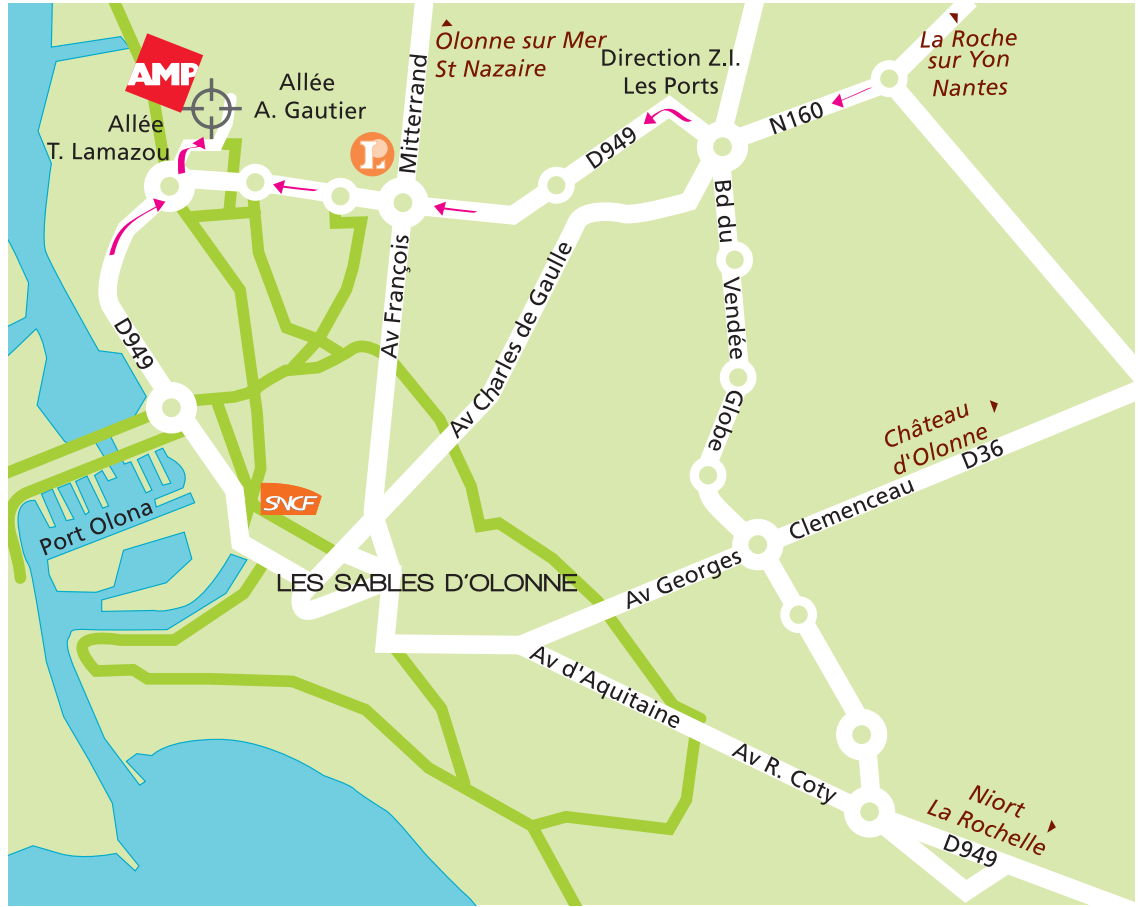 Olonne sur Mer
St Nazaire
La Roche
sur Yon
Nantes
Direction Z.I.
Les Ports
AMP
Allée
A. Gautier
Allée
T. Lamazou
L
Mitterrand
Av François
D949
N160
Bd du
Vendée
Globe
Av Charles de Gaulle
D949
Château
d'Olonne
D36
Clemenceau
Av Georges
SNCF
Port Olona
LES SABLES D'OLONNE
Av d'Aquitaine
Av R. Coty
Niort
La Rochelle
D949